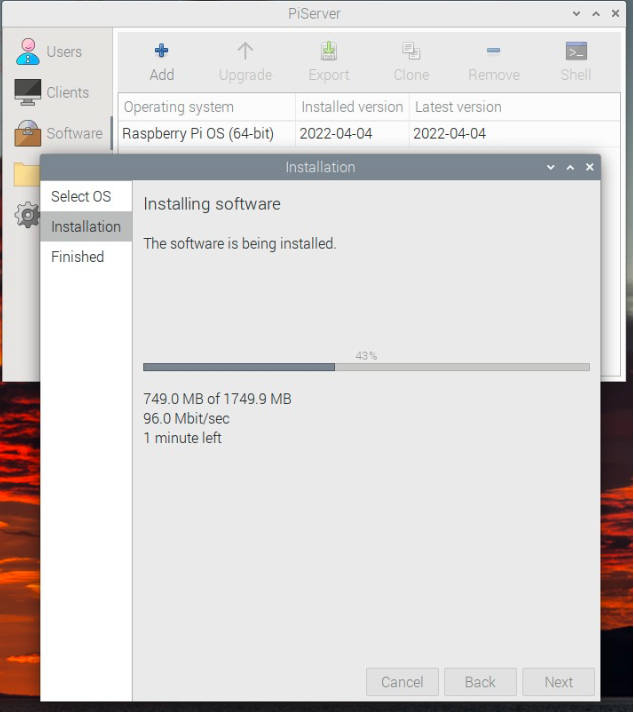 PiServer
Users
Clients
Software
Add Upgrade Export Clone Remove Shell
Operating system Installed version Latest version
Raspberry Pi OS (64-bit) 2022-04-04 2022-04-04
Installation
Select OS
Installation
Finished
Installing software
The software is being installed.
43%
749.0 MB of 1749.9 MB
96.0 Mbit/sec
1 minute left
Cancel Back Next